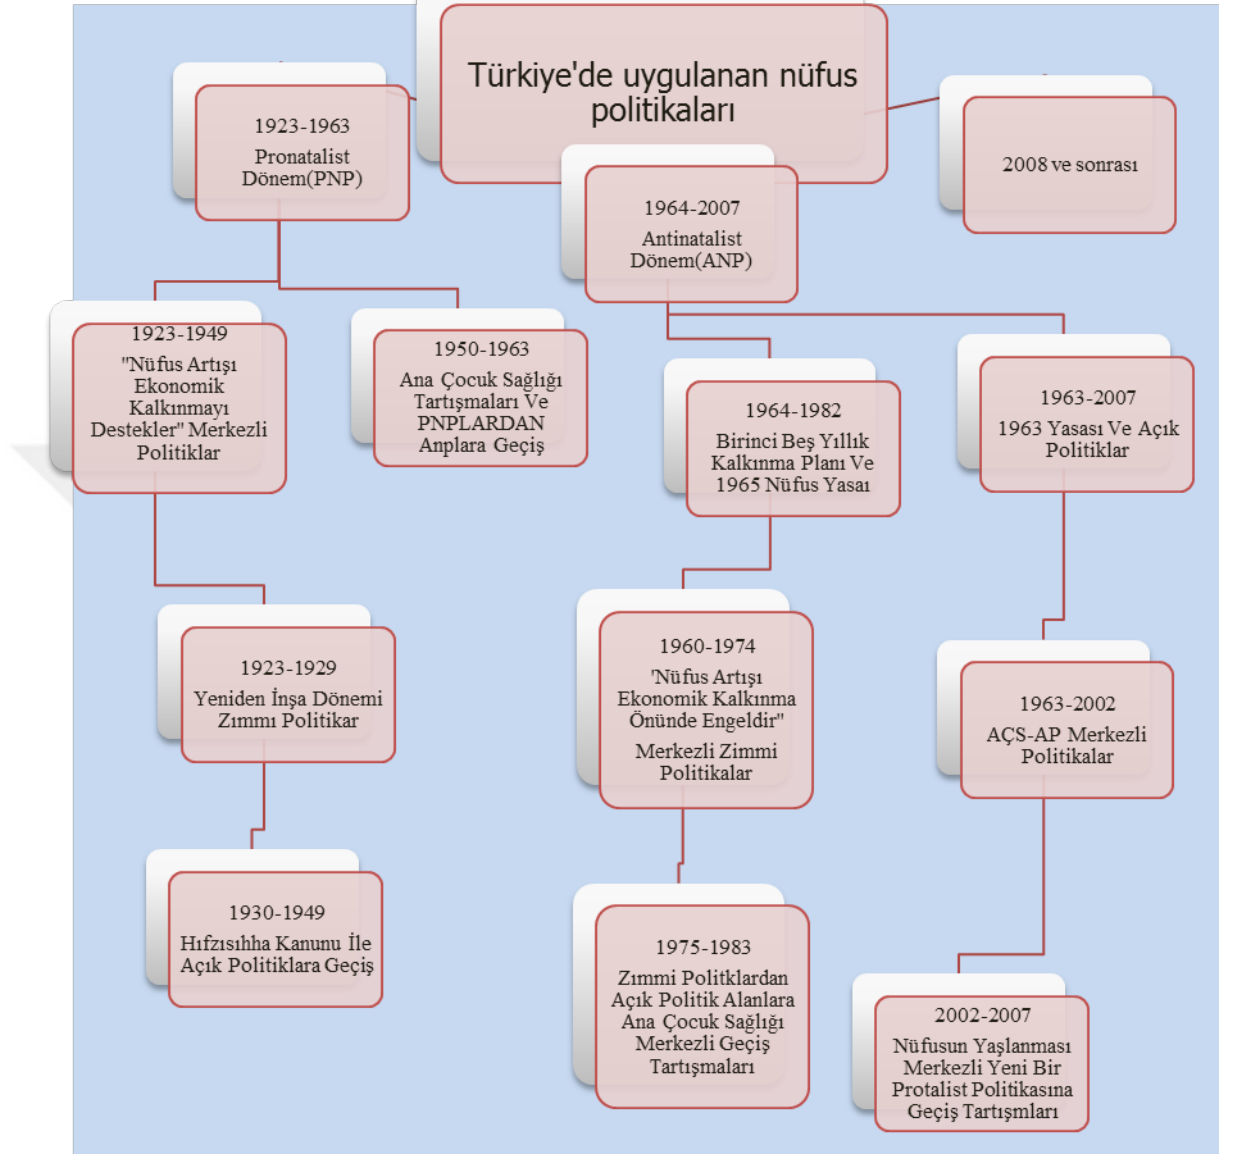 Türkiye'de uygulanan nüfus
politikaları
1923-1963
Pronatalist
Dönem(PNP)
1964-2007
Antinatalist
Dönem(ANP)
2008 ve sonrası
1923-1949
"Nüfus Artışı
Ekonomik
Kalkınmayı
Destekler" Merkezli
Politiklar
1950-1963
Ana Çocuk Sağlığı
Tartışmaları Ve
PNPLARDAN
Anplara Geçiş
1964-1982
Birinci Beş Yıllık
Kalkınma Planı Ve
1965 Nüfus Yasaı
1963-2007
1963 Yasası Ve Açık
Politiklar
1923-1929
Yeniden İnşa Dönemi
Zımmı Politikar
1960-1974
'Nüfus Artışı
Ekonomik Kalkınma
Önünde Engeldir"
Merkezli Zimmi
Politikalar
1963-2002
AÇS-AP Merkezli
Politikalar
1930-1949
Hıfzısıhha Kanunu İle
Açık Politiklara Geçiş
1975-1983
Zımmi Politklardan
Açık Politik Alanlara
Ana Çocuk Sağlığı
Merkezli Geçiş
Tartışmaları
2002-2007
Nüfusun Yaşlanması
Merkezli Yeni Bir
Protalist Politikasına
Geçiş Tartışmları